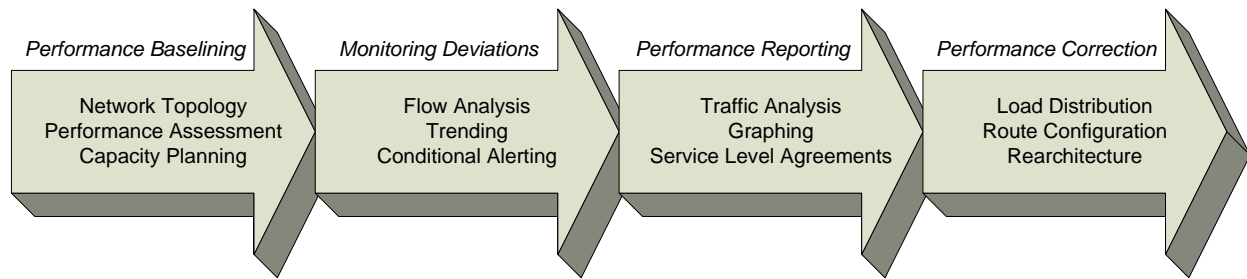 Performance Baselining
Network Topology
Performance Assessment
Capacity Planning
Monitoring Deviations
Flow Analysis
Trending
Conditional Alerting
Performance Reporting
Traffic Analysis
Graphing
Service Level Agreements
Performance Correction
Load Distribution
Route Configuration
Rearchitecture